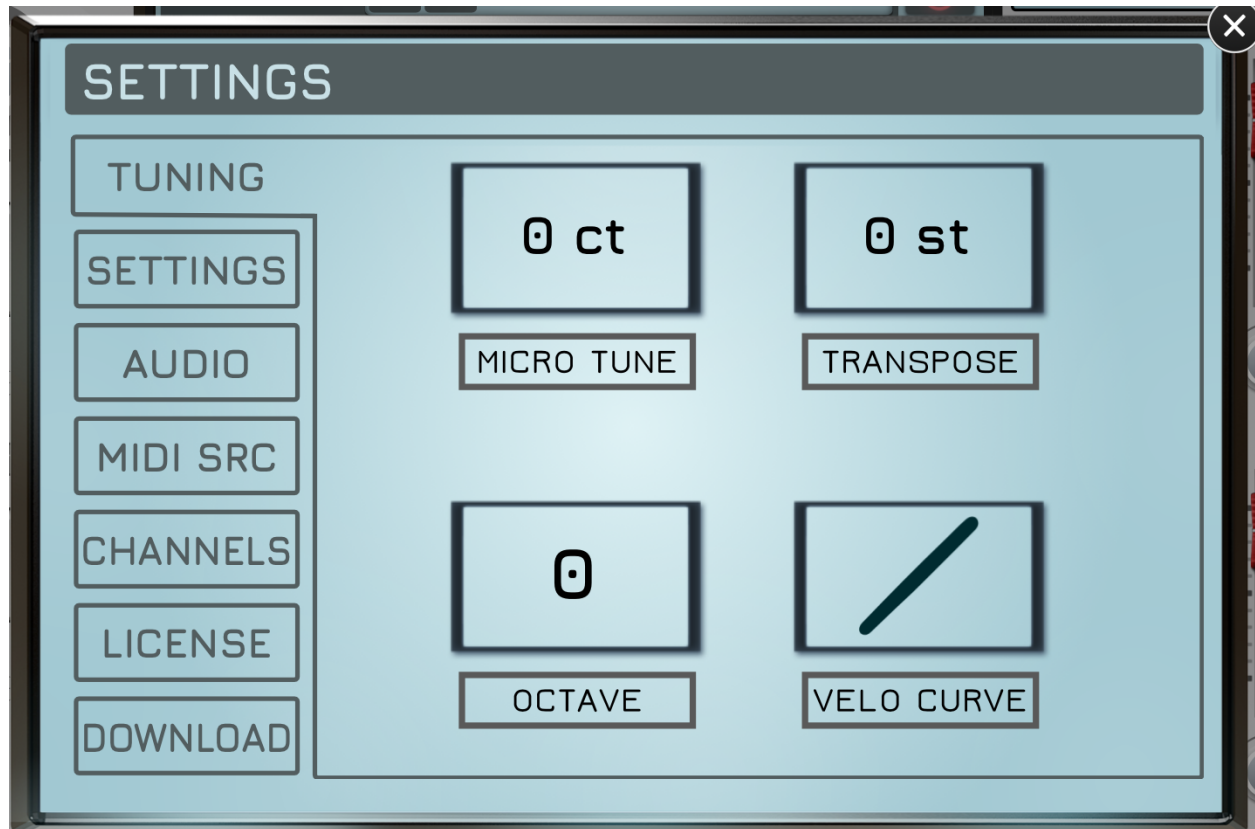 SETTINGS
TUNING
SETTINGS
AUDIO
MIDI SRC
CHANNELS
LICENSE
DOWNLOAD
0 ct
0 st
MICRO TUNE
TRANSPOSE
0
OCTAVE
VELO CURVE